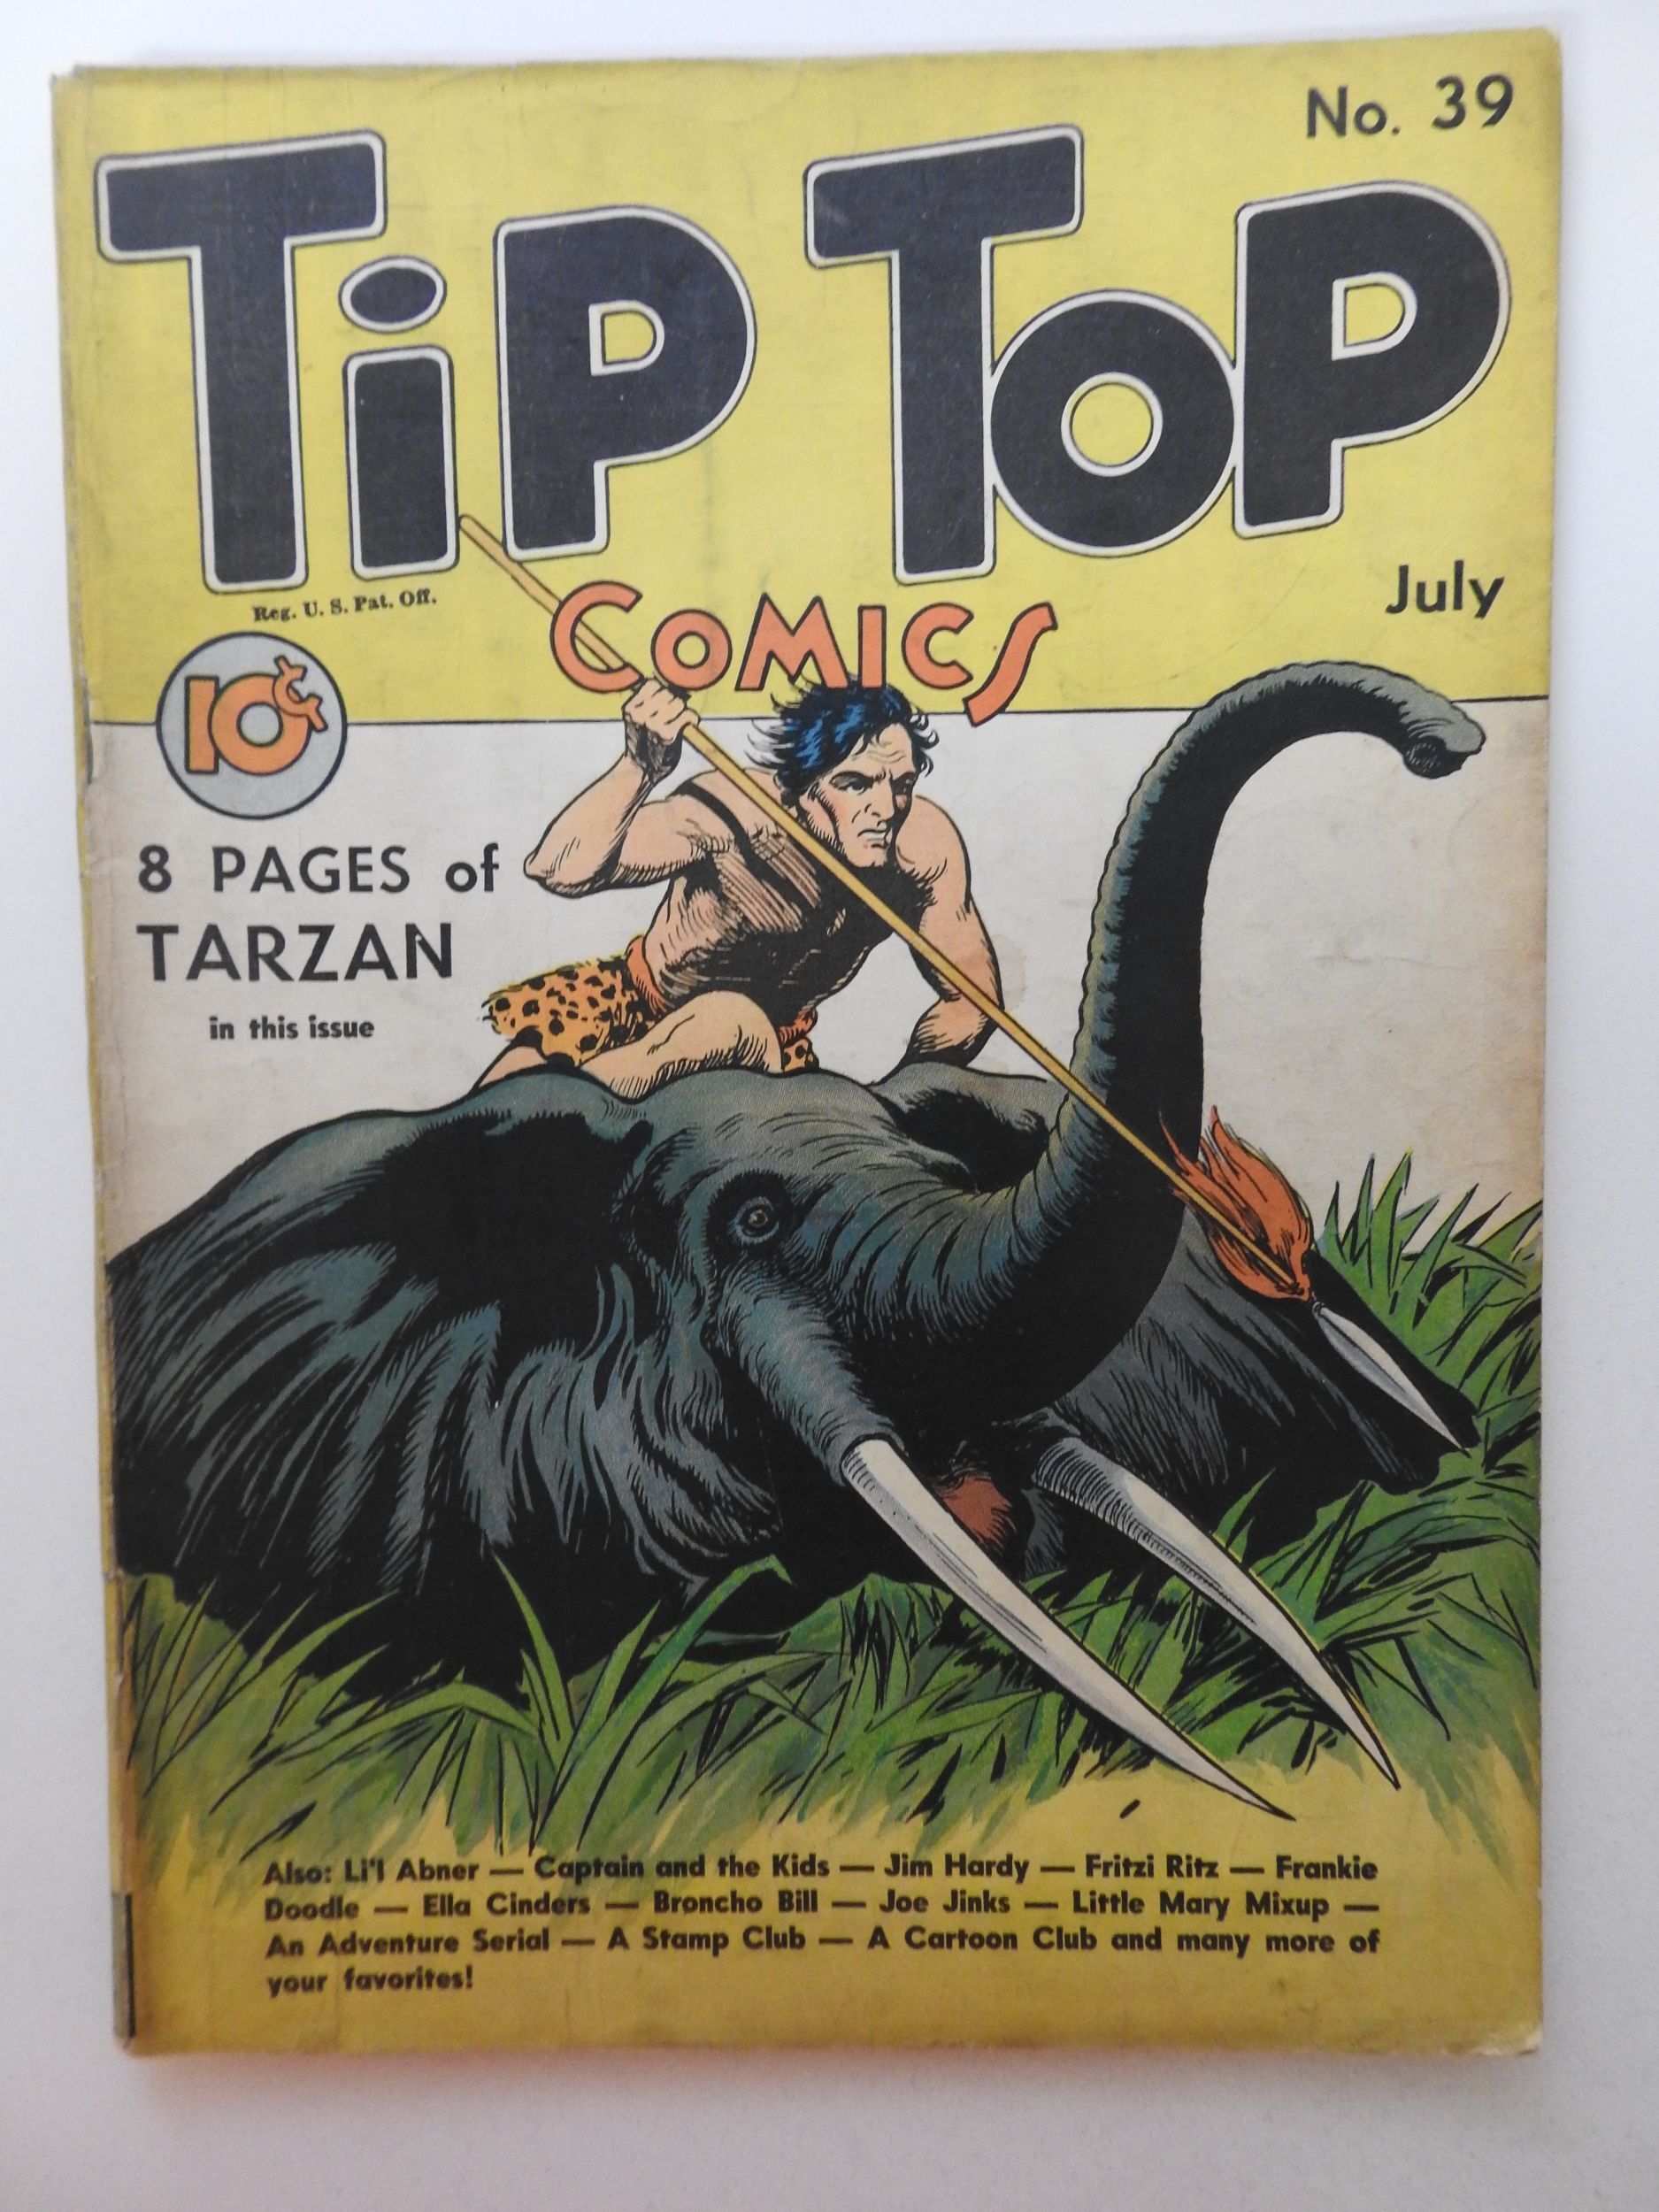 No. 39
TiP ToP
Reg. U. S. Pat. Off.
COMICS
July
10¢
8 PAGES of
TARZAN
in this issue
Also: Li'l Abner — Captain and the Kids — Jim Hardy — Fritzi Ritz — Frankie
Doodle — Ella Cinders — Broncho Bill — Joe Jinks — Little Mary Mixup —
An Adventure Serial — A Stamp Club — A Cartoon Club and many more of
your favorites!